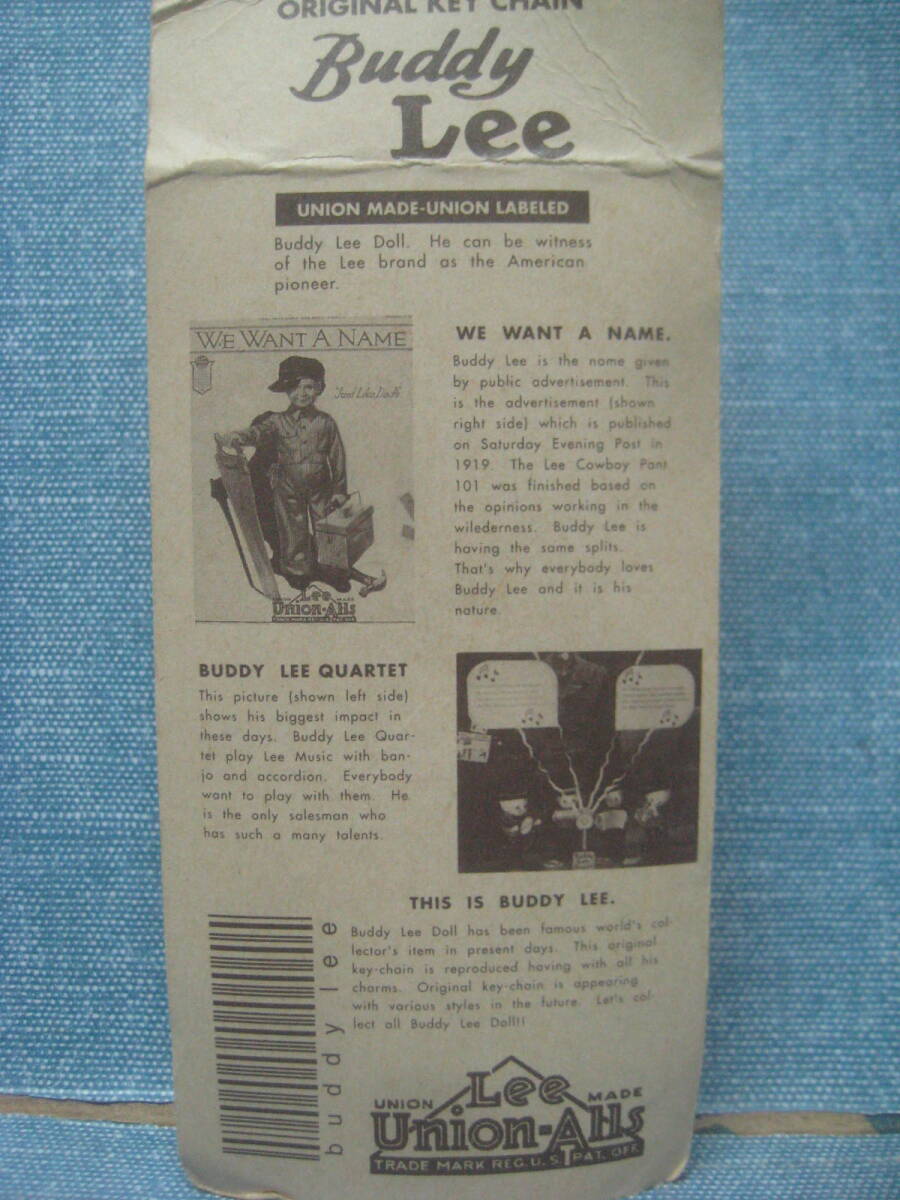 ORIGINAL KEY CHAIN
Buddy
Lee
UNION MADE-UNION LABELED
Buddy Lee Doll. He can be witness
of the Lee brand as the American
pioneer.
WE WANT A NAME
"Just Like Dad's"
UNION Lee MADE
Union-Alls
WE WANT A NAME.
Buddy Lee is the name given
by public advertisement. This
is the advertisement (shown
right side) which is published
on Saturday Evening Post in
1919. The Lee Cowboy Pant
101 was finished based on
the opinions working in the
wilederness. Buddy Lee is
having the same splits.
That's why everybody loves
Buddy Lee and it is his
nature.
BUDDY LEE QUARTET
This picture (shown left side)
shows his biggest impact in
these days. Buddy Lee Quar-
tet play Lee Music with ban-
jo and accordion. Everybody
want to play with them. He
is the only salesman who
has such a many talents.
THIS IS BUDDY LEE.
Buddy Lee Doll has been famous world's col-
lector's item in present days. This original
key-chain is reproduced having with all his
charms. Original key-chain is appearing
with various styles in the future. Let's col-
lect all Buddy Lee Doll!!
buddy lee
UNION Lee MADE
Union-Alls
TRADE MARK REG. U.S. PAT. OFF.